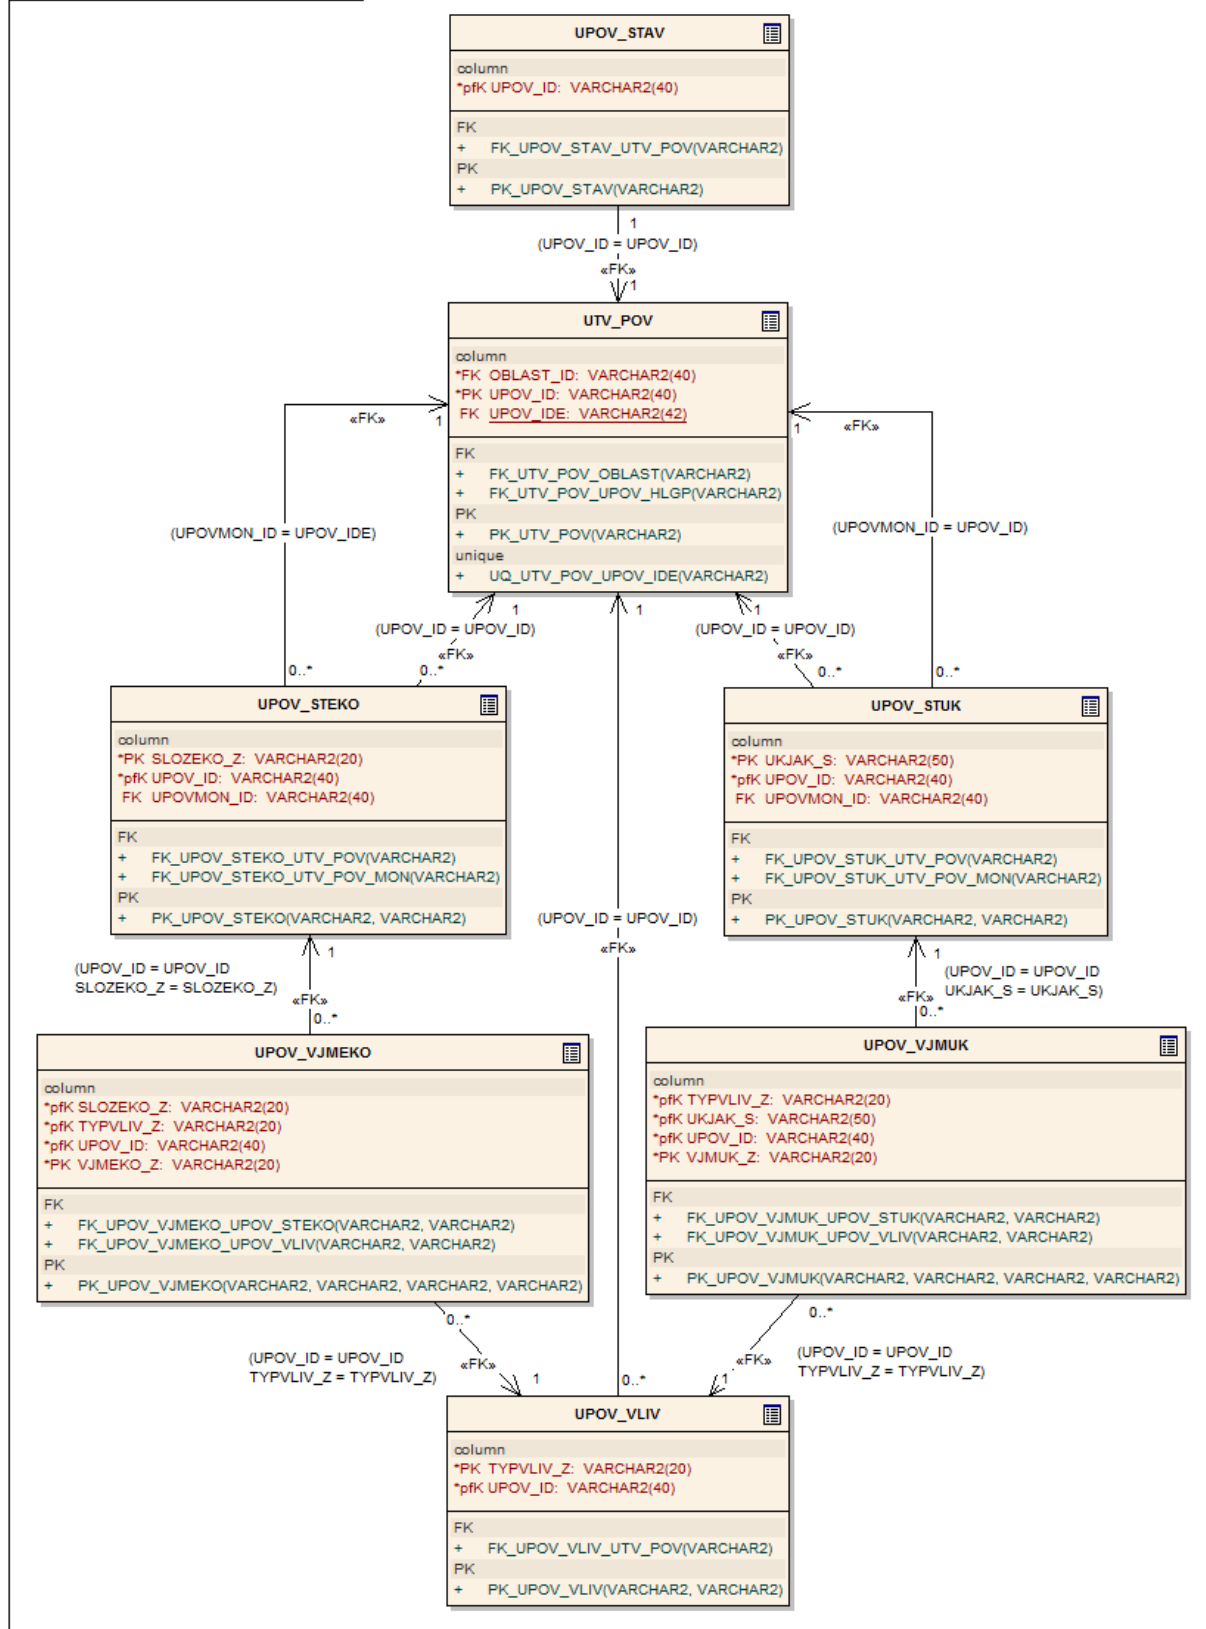 UPOV_STAV
column
*pfK UPOV_ID: VARCHAR2(40)
FK
+ FK_UPOV_STAV_UTV_POV(VARCHAR2)
PK
+ PK_UPOV_STAV(VARCHAR2)
1
(UPOV_ID = UPOV_ID)
«FK»
1
UTV_POV
column
*FK OBLAST_ID: VARCHAR2(40)
*PK UPOV_ID: VARCHAR2(40)
FK UPOV_IDE: VARCHAR2(42)
FK
+ FK_UTV_POV_OBLAST(VARCHAR2)
+ FK_UTV_POV_UPOV_HLGP(VARCHAR2)
PK
+ PK_UTV_POV(VARCHAR2)
unique
+ UQ_UTV_POV_UPOV_IDE(VARCHAR2)
«FK»
1
(UPOVMON_ID = UPOV_IDE)
0..*
1
«FK»
(UPOVMON_ID = UPOV_ID)
0..*
1
(UPOV_ID = UPOV_ID)
«FK»
0..*
1
1
(UPOV_ID = UPOV_ID)
«FK»
0..*
UPOV_STEKO
column
*PK SLOZEKO_Z: VARCHAR2(20)
*pfK UPOV_ID: VARCHAR2(40)
FK UPOVMON_ID: VARCHAR2(40)
FK
+ FK_UPOV_STEKO_UTV_POV(VARCHAR2)
+ FK_UPOV_STEKO_UTV_POV_MON(VARCHAR2)
PK
+ PK_UPOV_STEKO(VARCHAR2, VARCHAR2)
UPOV_STUK
column
*PK UKJAK_S: VARCHAR2(50)
*pfK UPOV_ID: VARCHAR2(40)
FK UPOVMON_ID: VARCHAR2(40)
FK
+ FK_UPOV_STUK_UTV_POV(VARCHAR2)
+ FK_UPOV_STUK_UTV_POV_MON(VARCHAR2)
PK
+ PK_UPOV_STUK(VARCHAR2, VARCHAR2)
(UPOV_ID = UPOV_ID)
«FK»
1
(UPOV_ID = UPOV_ID
SLOZEKO_Z = SLOZEKO_Z)
«FK»
0..*
1
(UPOV_ID = UPOV_ID
UKJAK_S = UKJAK_S)
«FK»
0..*
UPOV_VJMEKO
column
*pfK SLOZEKO_Z: VARCHAR2(20)
*pfK TYPVLIV_Z: VARCHAR2(20)
*pfK UPOV_ID: VARCHAR2(40)
*PK VJMEKO_Z: VARCHAR2(20)
FK
+ FK_UPOV_VJMEKO_UPOV_STEKO(VARCHAR2, VARCHAR2)
+ FK_UPOV_VJMEKO_UPOV_VLIV(VARCHAR2, VARCHAR2)
PK
+ PK_UPOV_VJMEKO(VARCHAR2, VARCHAR2, VARCHAR2, VARCHAR2)
UPOV_VJMUK
column
*pfK TYPVLIV_Z: VARCHAR2(20)
*pfK UKJAK_S: VARCHAR2(50)
*pfK UPOV_ID: VARCHAR2(40)
*PK VJMUK_Z: VARCHAR2(20)
FK
+ FK_UPOV_VJMUK_UPOV_STUK(VARCHAR2, VARCHAR2)
+ FK_UPOV_VJMUK_UPOV_VLIV(VARCHAR2, VARCHAR2)
PK
+ PK_UPOV_VJMUK(VARCHAR2, VARCHAR2, VARCHAR2, VARCHAR2)
0..*
(UPOV_ID = UPOV_ID
TYPVLIV_Z = TYPVLIV_Z)
«FK»
1
0..*
0..*
(UPOV_ID = UPOV_ID
TYPVLIV_Z = TYPVLIV_Z)
«FK»
1
UPOV_VLIV
column
*PK TYPVLIV_Z: VARCHAR2(20)
*pfK UPOV_ID: VARCHAR2(40)
FK
+ FK_UPOV_VLIV_UTV_POV(VARCHAR2)
PK
+ PK_UPOV_VLIV(VARCHAR2, VARCHAR2)